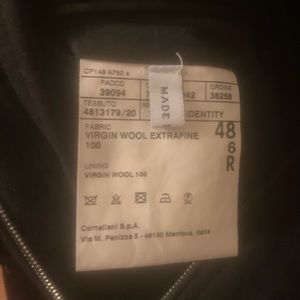 CP148 A760 4
PACCO
ORDINE
39094
042
38258
TESSUTO
4813179/20
IDENTITY
MADE
FABRIC
VIRGIN WOOL EXTRAFINE
100
48
6
R
LINING
VIRGIN WOOL 100
Corneliani S.p.A.
Via M. Panizza 5 - 46100 Mantova, Italia